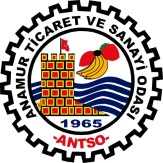 ANAMUR TİCARET VE SANAYİ ODASI
1965
-ANTSO-